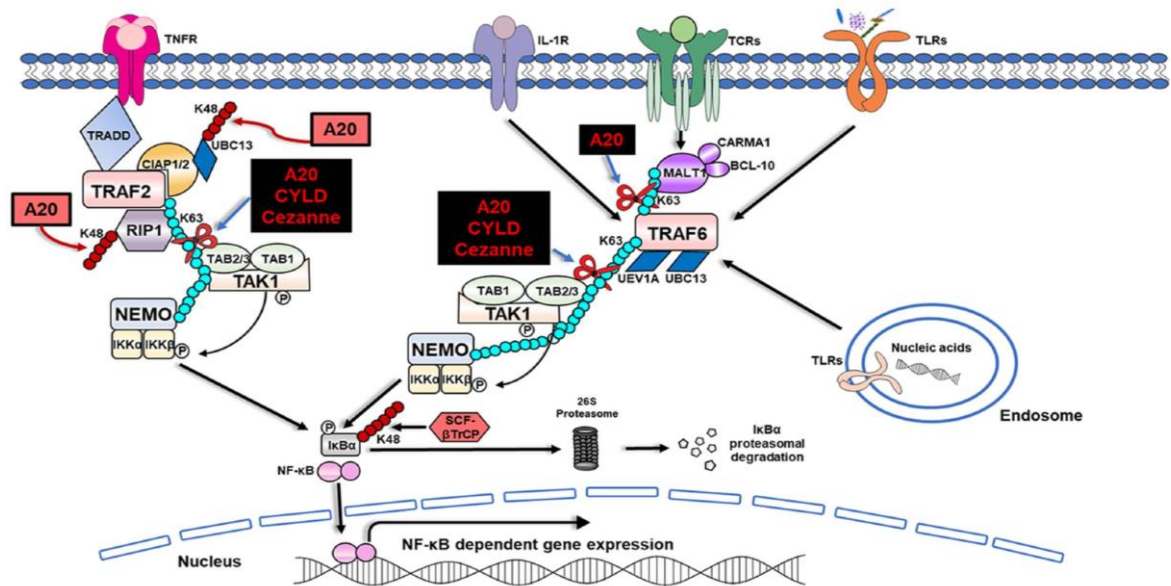 TNFR
IL-1R
TCRs
TLRs
K48
A20
TRADD
UBC13
CIAP1/2
TRAF2
A20
CYLD
Cezanne
A20
K48
RIP1
K63
TAB2/3
TAB1
TAK1
P
NEMO
IKKα
IKKβ
P
A20
CARMA1
BCL-10
MALT1
K63
A20
CYLD
Cezanne
K63
TRAF6
UEV1A
UBC13
TAB1
TAB2/3
TAK1
P
NEMO
IKKα
IKKβ
P
TLRs
Nucleic acids
Endosome
P
IκBα
K48
SCF-
βTrCP
26S
Proteasome
IκBα
proteasomal
degradation
NF-κB
Nucleus
NF-κB dependent gene expression